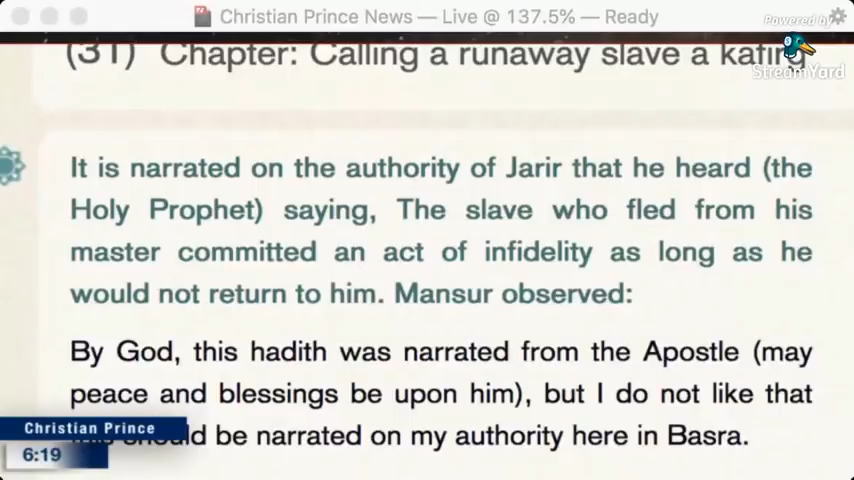 Christian Prince News — Live @ 137.5% — Ready
Powered by
StreamYard
(31) Chapter: Calling a runaway slave a kafir
It is narrated on the authority of Jarir that he heard (the
Holy Prophet) saying, The slave who fled from his
master committed an act of infidelity as long as he
would not return to him. Mansur observed:
By God, this hadith was narrated from the Apostle (may
peace and blessings be upon him), but I do not like that
be narrated on my authority here in Basra.
Christian Prince
6:19